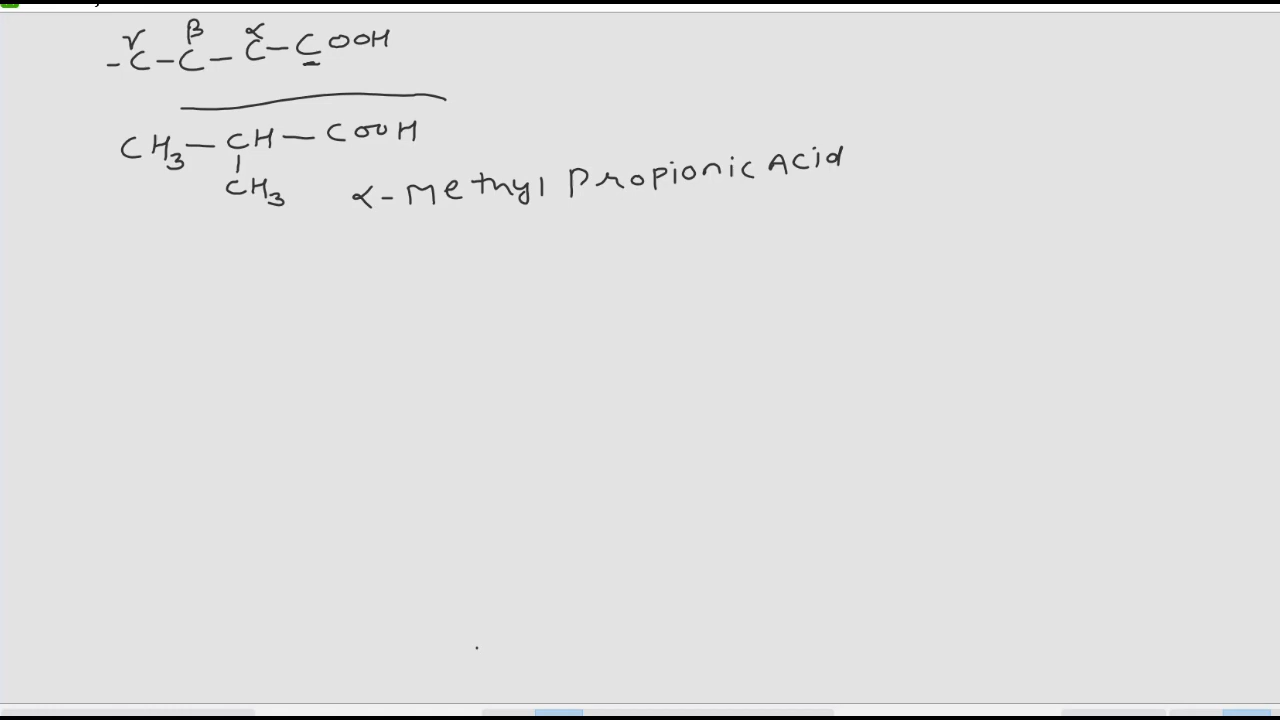 γ β α
- C - C - C - COOH
CH₃ - CH - COOH
CH₃
α - Methyl Propionic Acid